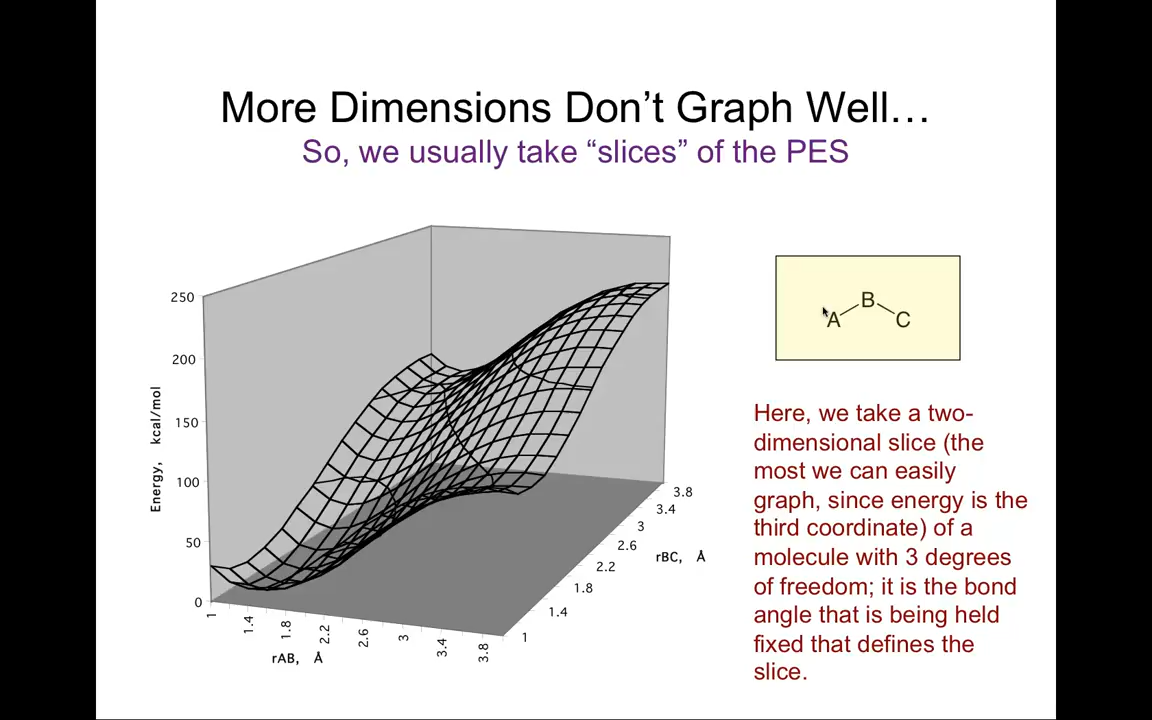 More Dimensions Don’t Graph Well…
So, we usually take “slices” of the PES
250
200
150
100
50
0
Energy, kcal/mol
1
1.4
1.8
2.2
2.6
3
3.4
3.8
rAB, Å
1
1.4
1.8
2.2
2.6
3
3.4
3.8
rBC, Å
B
A
C
Here, we take a two-
dimensional slice (the
most we can easily
graph, since energy is the
third coordinate) of a
molecule with 3 degrees
of freedom; it is the bond
angle that is being held
fixed that defines the
slice.